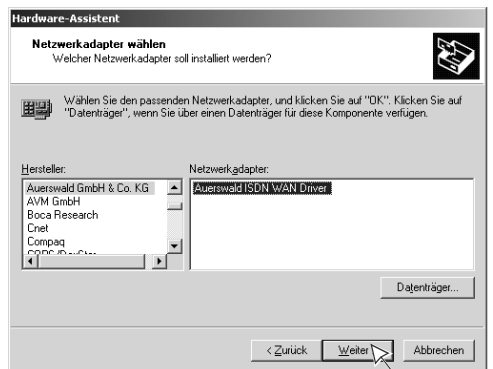 Hardware-Assistent
Netzwerkadapter wählen
Welcher Netzwerkadapter soll installiert werden?
Wählen Sie den passenden Netzwerkadapter, und klicken Sie auf "OK". Klicken Sie auf
"Datenträger", wenn Sie über einen Datenträger für diese Komponente verfügen.
Hersteller:
Netzwerkadapter:
Auerswald GmbH & Co. KG
AVM GmbH
Boca Research
Cnet
Compaq
Auerswald ISDN WAN Driver
Datenträger...
< Zurück
Weiter >
Abbrechen